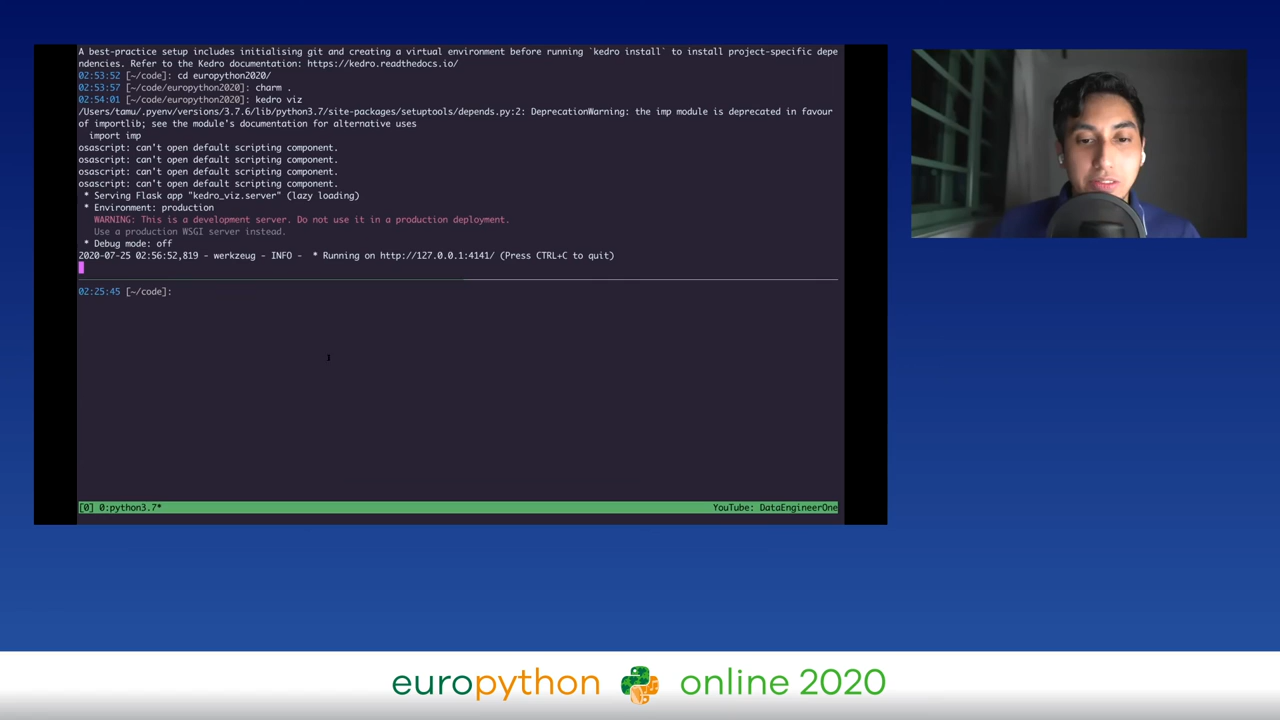 A best-practice setup includes initialising git and creating a virtual environment before running `kedro install` to install project-specific depe
ndencies. Refer to the Kedro documentation: https://kedro.readthedocs.io/
02:53:52 [~/code]: cd europython2020/
02:53:57 [~/code/europython2020]: charm .
02:54:01 [~/code/europython2020]: kedro viz
/Users/tamu/.pyenv/versions/3.7.6/lib/python3.7/site-packages/setuptools/depends.py:2: DeprecationWarning: the imp module is deprecated in favour
of importlib; see the module's documentation for alternative uses
import imp
osascript: can't open default scripting component.
osascript: can't open default scripting component.
osascript: can't open default scripting component.
osascript: can't open default scripting component.
* Serving Flask app "kedro_viz.server" (lazy loading)
* Environment: production
WARNING: This is a development server. Do not use it in a production deployment.
Use a production WSGI server instead.
* Debug mode: off
2020-07-25 02:56:52,819 - werkzeug - INFO -  * Running on http://127.0.0.1:4141/ (Press CTRL+C to quit)
02:25:45 [~/code]:
[0] 0:python3.7* YouTube: DataEngineerOne
europython online 2020